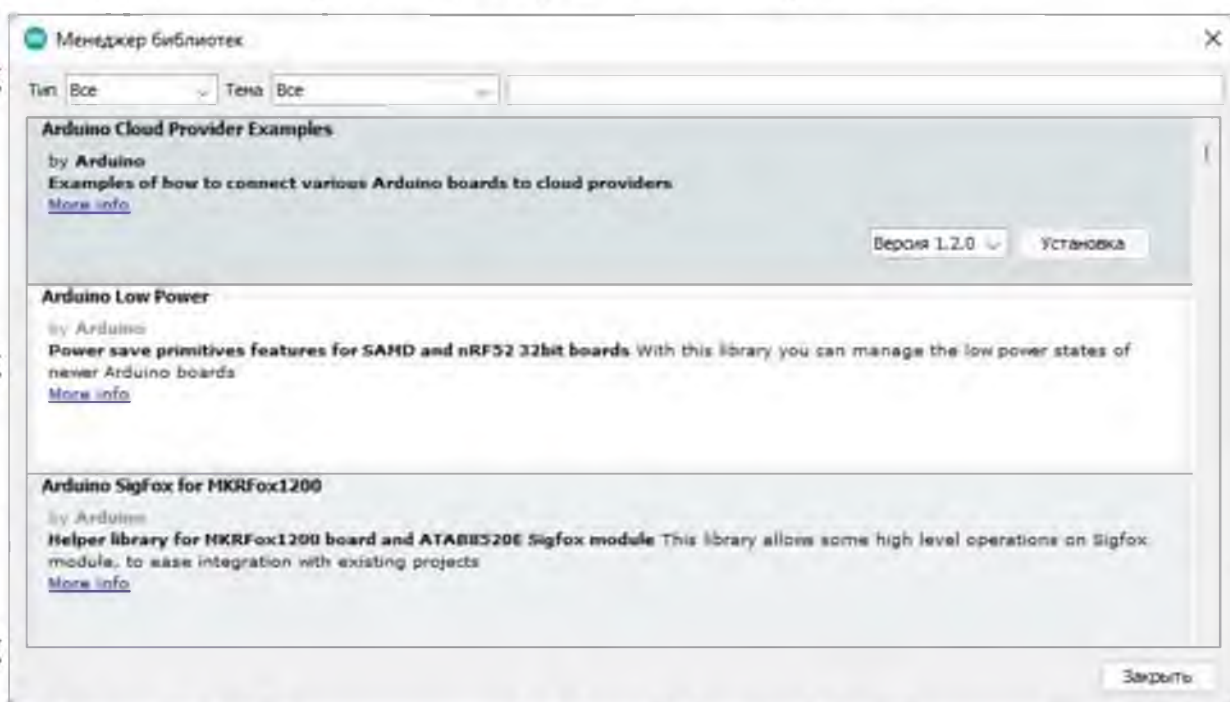 Менеджер библиотек
Тип Все Тема Все
Arduino Cloud Provider Examples
by Arduino
Examples of how to connect various Arduino boards to cloud providers
More info
Версия 1.2.0 Установка
Arduino Low Power
by Arduino
Power save primitives features for SAMD and nRF52 32bit boards With this library you can manage the low power states of
newer Arduino boards
More info
Arduino SigFox for MKRFox1200
by Arduino
Helper library for MKRFox1200 board and ATAB8520E Sigfox module This library allows some high level operations on Sigfox
module, to ease integration with existing projects
More info
Закрыть